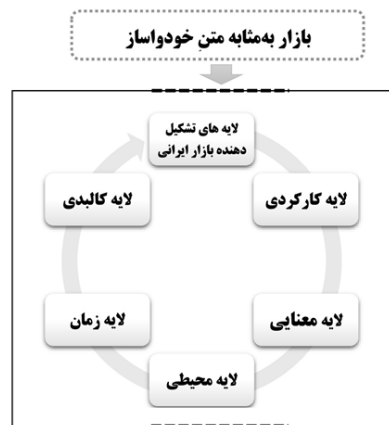 بازار به‌مثابه متنِ خودواساز
لایه های تشکیل
دهنده بازار ایرانی
لایه کارکردی
لایه کالبدی
لایه معنایی
لایه زمان
لایه محیطی